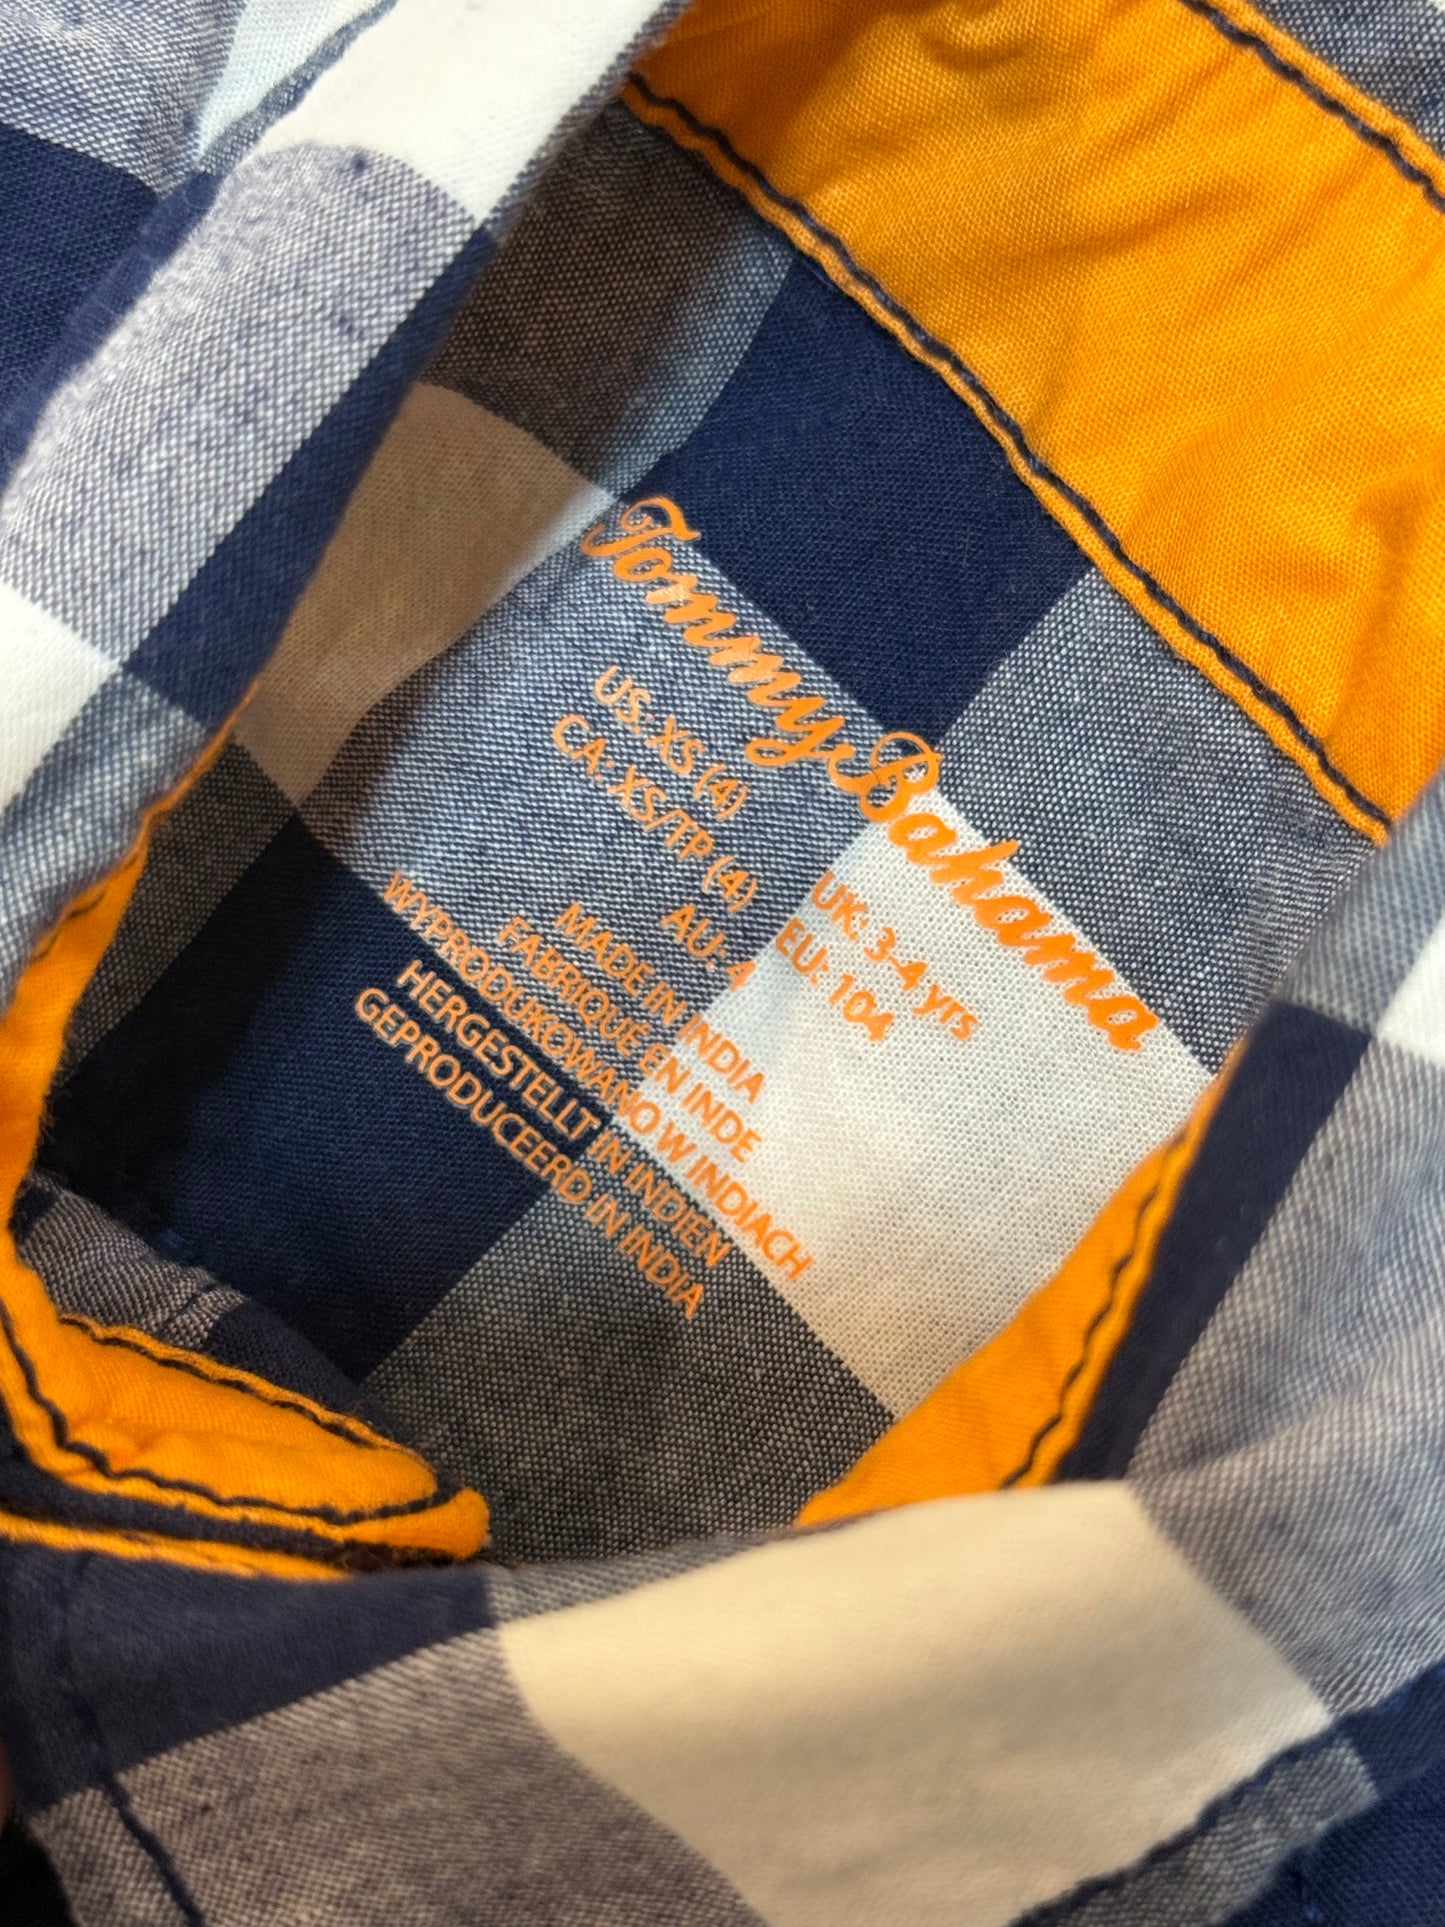 Tommy Bahama
US: XS (4)
CA: XS/TP (4)
AU: 4
UK: 3-4 yrs
EU: 104
MADE IN INDIA
FABRIQUÉ EN INDE
WYPRODUKOWANO W INDIACH
HERGESTELLT IN INDIEN
GEPRODUCEERD IN INDIA